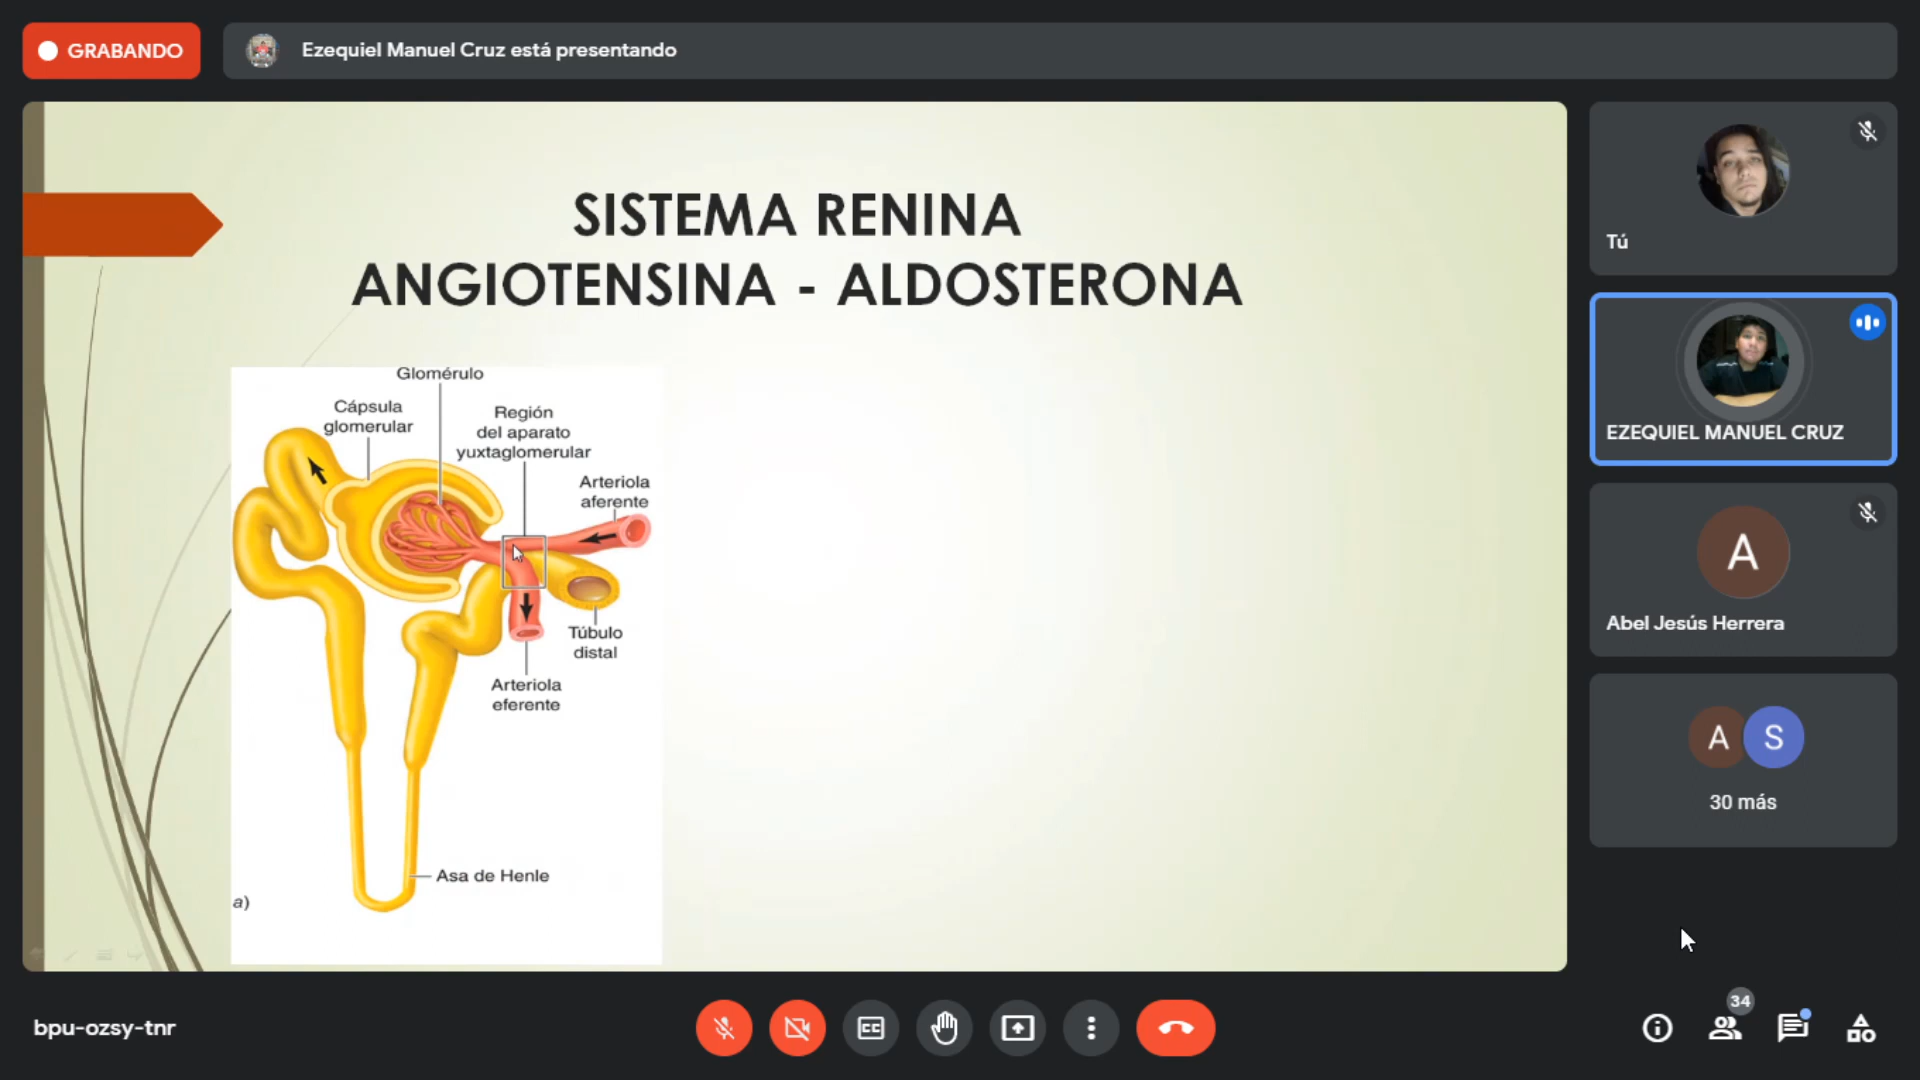 GRABANDO
Ezequiel Manuel Cruz está presentando
SISTEMA RENINA
ANGIOTENSINA - ALDOSTERONA
Glomérulo
Cápsula
glomerular
Región
del aparato
yuxtaglomerular
Arteriola
aferente
Túbulo
distal
Arteriola
eferente
Asa de Henle
a)
Tú
EZEQUIEL MANUEL CRUZ
A
Abel Jesús Herrera
A S
30 más
bpu-ozsy-tnr
CC
34